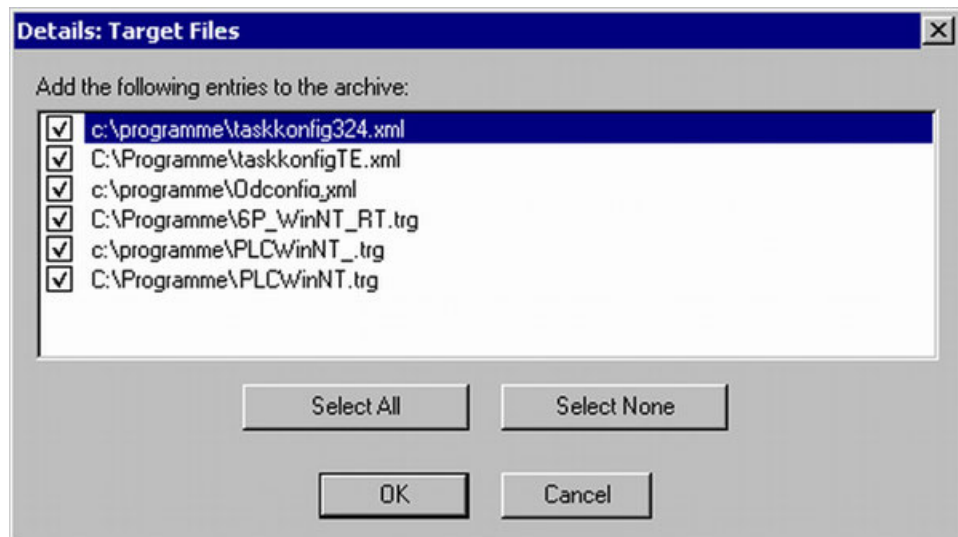 Details: Target Files
Add the following entries to the archive:
c:\programme\taskkonfig324.xml
C:\Programme\taskkonfigTE.xml
c:\programme\Odconfig.xml
C:\Programme\6P_WinNT_RT.trg
c:\programme\PLCWinNT_.trg
C:\Programme\PLCWinNT.trg
Select All Select None
OK Cancel